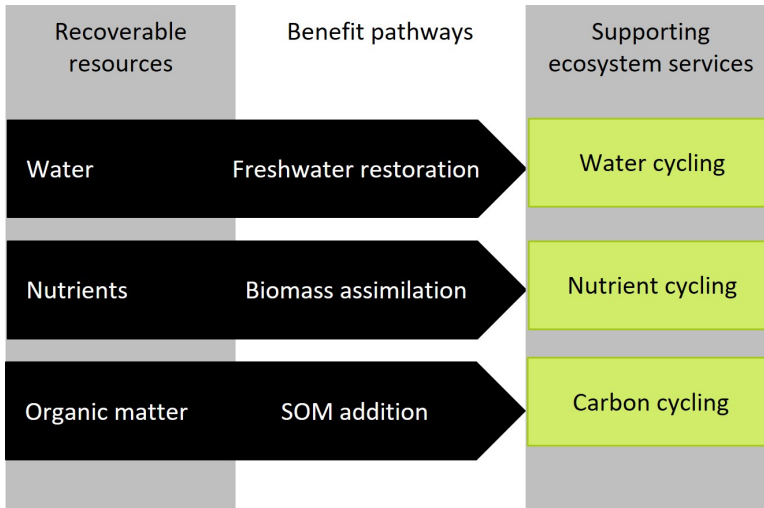 Recoverable
resources
Benefit pathways
Supporting
ecosystem services
Water
Freshwater restoration
Water cycling
Nutrients
Biomass assimilation
Nutrient cycling
Organic matter
SOM addition
Carbon cycling